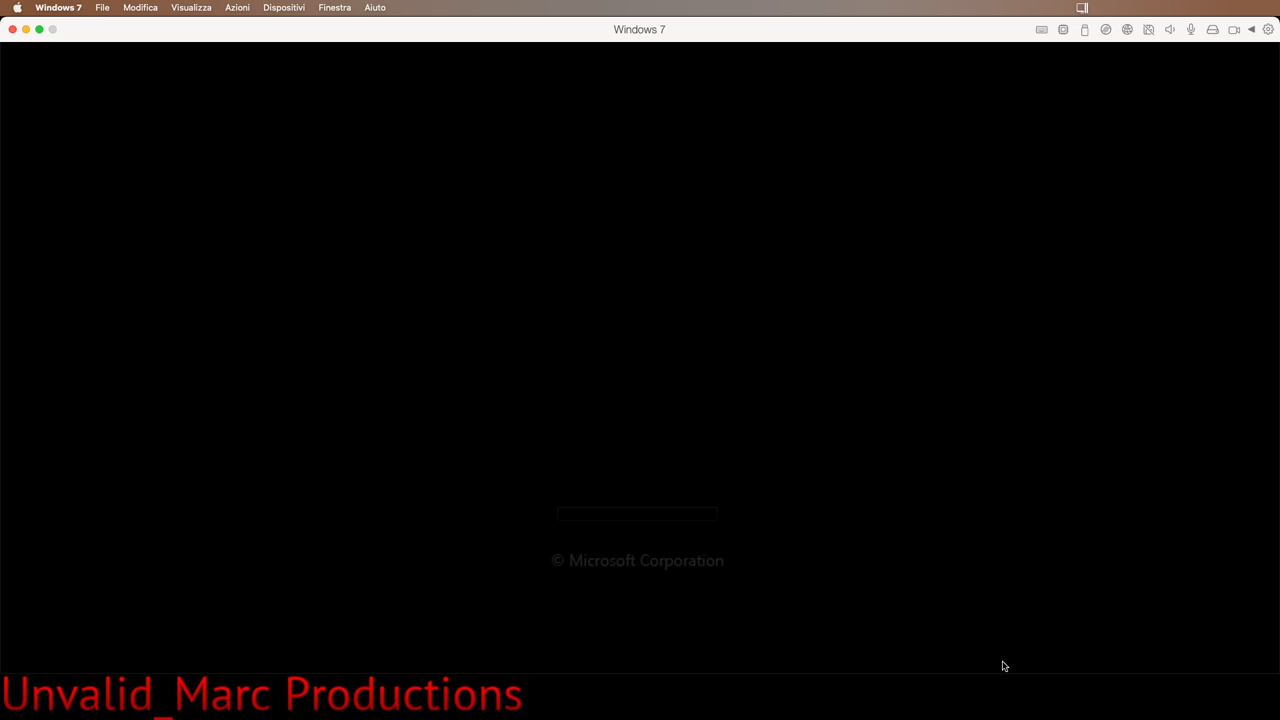 Windows 7 File Modifica Visualizza Azioni Dispositivi Finestra Aiuto
Windows 7
© Microsoft Corporation
Unvalid_Marc Productions